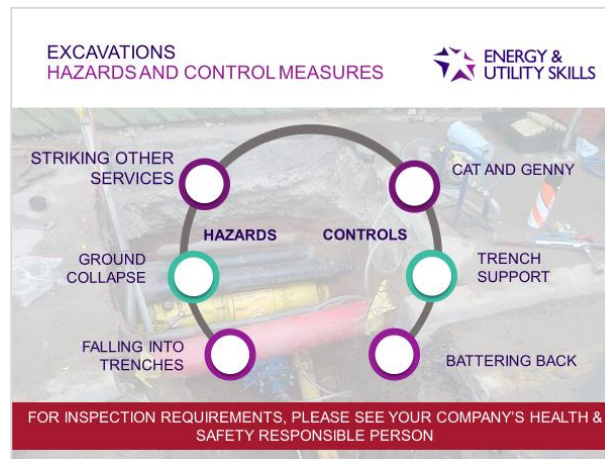 EXCAVATIONS
HAZARDS AND CONTROL MEASURES
ENERGY &
UTILITY SKILLS
STRIKING OTHER
SERVICES
CAT AND GENNY
HAZARDS
CONTROLS
GROUND
COLLAPSE
TRENCH
SUPPORT
FALLING INTO
TRENCHES
BATTERING BACK
FOR INSPECTION REQUIREMENTS, PLEASE SEE YOUR COMPANY'S HEALTH &
SAFETY RESPONSIBLE PERSON